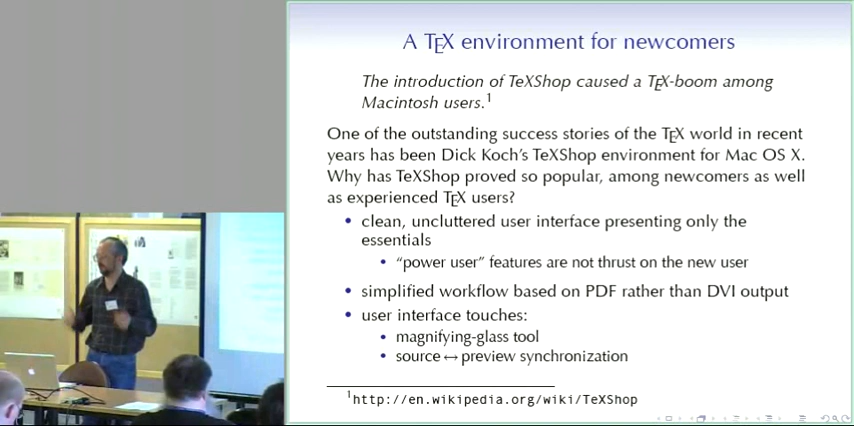 A TEX environment for newcomers
The introduction of TeXShop caused a TEX-boom among
Macintosh users.1
One of the outstanding success stories of the TEX world in recent
years has been Dick Koch's TeXShop environment for Mac OS X.
Why has TeXShop proved so popular, among newcomers as well
as experienced TEX users?
• clean, uncluttered user interface presenting only the
essentials
• "power user" features are not thrust on the new user
• simplified workflow based on PDF rather than DVI output
• user interface touches:
• magnifying-glass tool
• source↔preview synchronization
1http://en.wikipedia.org/wiki/TeXShop